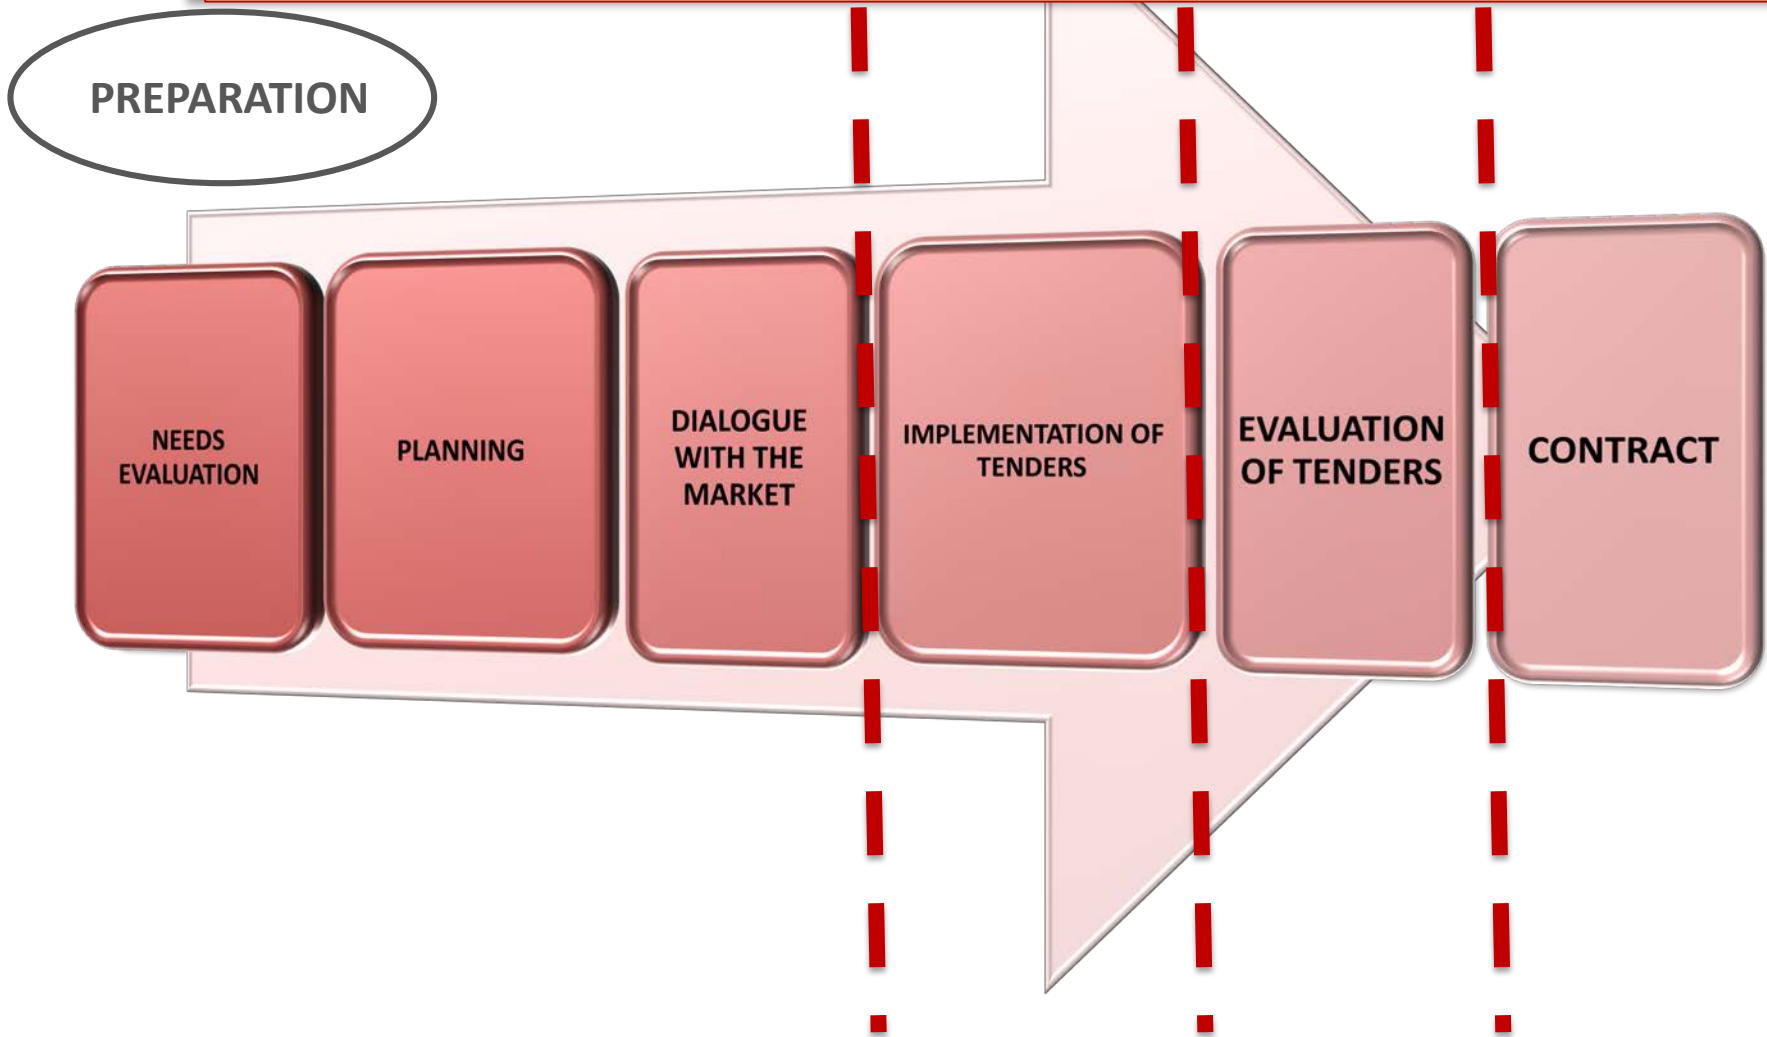 PREPARATION
NEEDS
EVALUATION
PLANNING
DIALOGUE
WITH THE
MARKET
IMPLEMENTATION OF
TENDERS
EVALUATION
OF TENDERS
CONTRACT